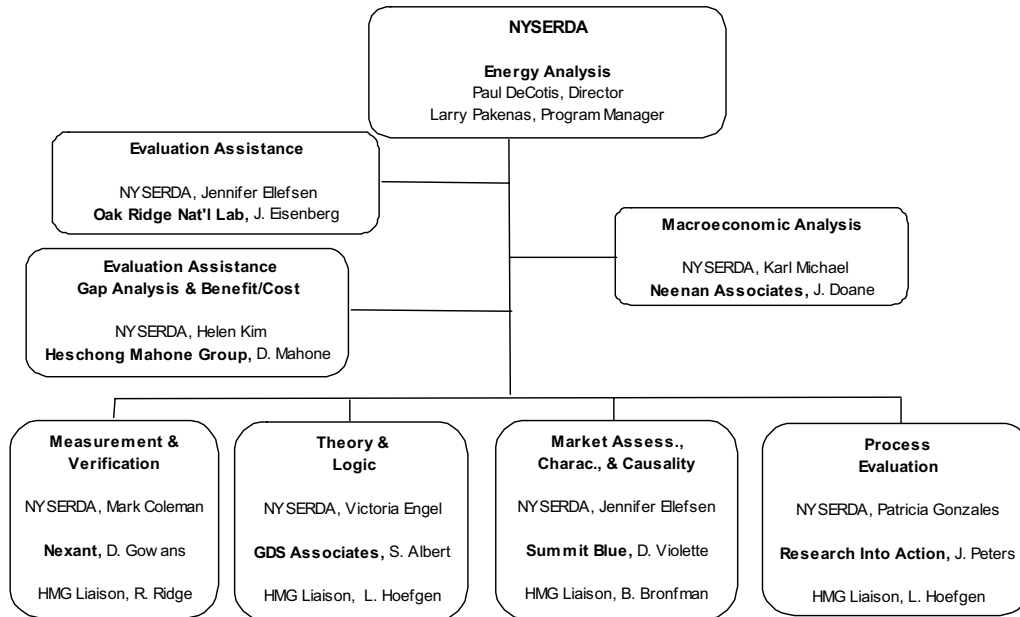 NYSERDA
Energy Analysis
Paul DeCotis, Director
Larry Pakenas, Program Manager
Evaluation Assistance
NYSERDA, Jennifer Ellefsen
Oak Ridge Nat'l Lab, J. Eisenberg
Macroeconomic Analysis
NYSERDA, Karl Michael
Neenan Associates, J. Doane
Evaluation Assistance
Gap Analysis & Benefit/Cost
NYSERDA, Helen Kim
Heschong Mahone Group, D. Mahone
Measurement &
Verification
NYSERDA, Mark Coleman
Nexant, D. Gowans
HMG Liaison, R. Ridge
Theory &
Logic
NYSERDA, Victoria Engel
GDS Associates, S. Albert
HMG Liaison, L. Hoefgen
Market Assess.,
Charac., & Causality
NYSERDA, Jennifer Ellefsen
Summit Blue, D. Violette
HMG Liaison, B. Bronfman
Process
Evaluation
NYSERDA, Patricia Gonzales
Research Into Action, J. Peters
HMG Liaison, L. Hoefgen